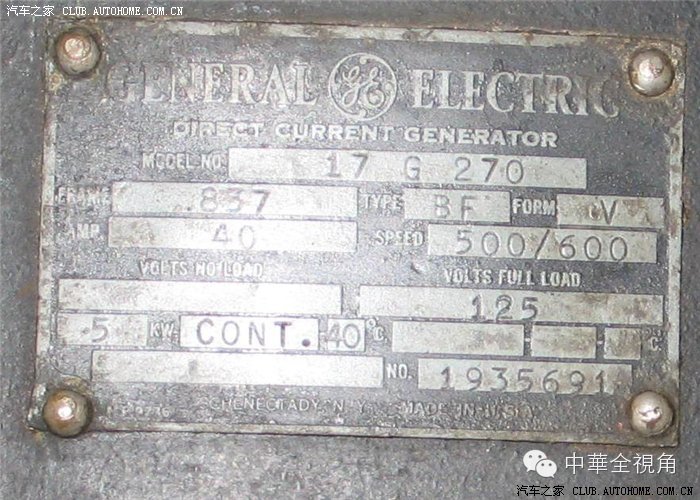 汽车之家 CLUB.AUTOHOME.COM.CN
GENERAL GE ELECTRIC
DIRECT CURRENT GENERATOR
MODEL NO. 17 G 270
FRAME 837 TYPE BF FORM V
AMP. 40 SPEED 500/600
VOLTS NO LOAD VOLTS FULL LOAD
125
5 KW. CONT. 40 °C. °C
NO. 1935691
SCHENECTADY, N.Y. MADE IN U.S.A.
中華全視角
汽车之家 CLUB.AUTOHOME.COM.CN